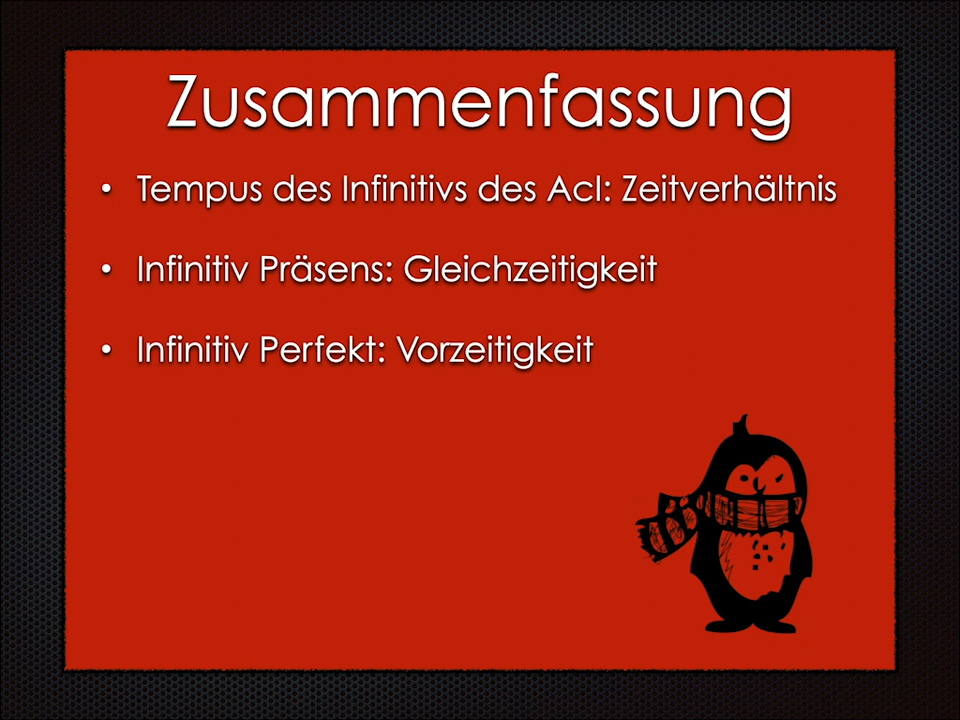 Zusammenfassung
• Tempus des Infinitivs des AcI: Zeitverhältnis
• Infinitiv Präsens: Gleichzeitigkeit
• Infinitiv Perfekt: Vorzeitigkeit